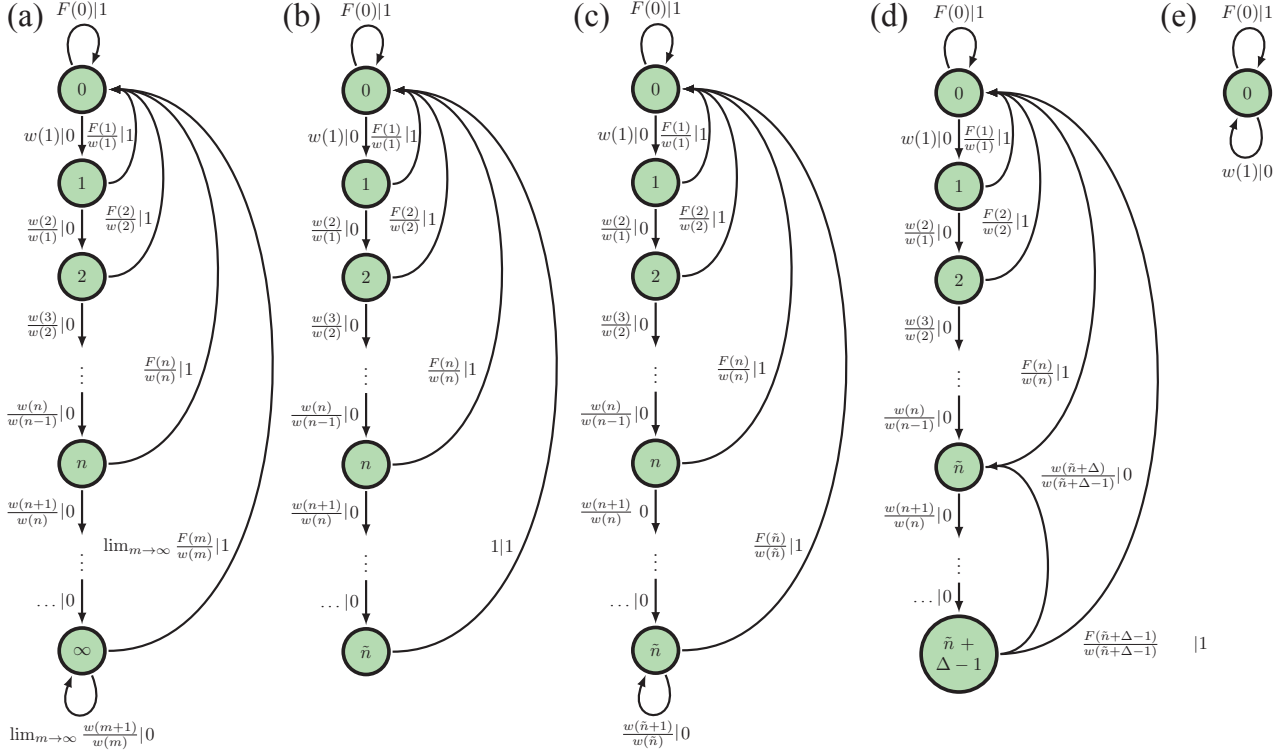 (a)
F(0)|1
0
w(1)|0
F(1)/w(1)|1
1
w(2)/w(1)|0
F(2)/w(2)|1
2
w(3)/w(2)|0
⋮
F(n)/w(n)|1
w(n)/w(n−1)|0
n
w(n+1)/w(n)|0
⋮
lim_{m→∞} F(m)/w(m)|1
…|0
∞
lim_{m→∞} w(m+1)/w(m)|0
(b)
F(0)|1
0
w(1)|0
F(1)/w(1)|1
1
w(2)/w(1)|0
F(2)/w(2)|1
2
w(3)/w(2)|0
⋮
F(n)/w(n)|1
w(n)/w(n−1)|0
n
w(n+1)/w(n)|0
⋮
1|1
…|0
ñ
(c)
F(0)|1
0
w(1)|0
F(1)/w(1)|1
1
w(2)/w(1)|0
F(2)/w(2)|1
2
w(3)/w(2)|0
⋮
F(n)/w(n)|1
w(n)/w(n−1)|0
n
w(n+1)/w(n) 0
⋮
F(ñ)/w(ñ)|1
…|0
ñ
w(ñ+1)/w(ñ)|0
(d)
F(0)|1
0
w(1)|0
F(1)/w(1)|1
1
w(2)/w(1)|0
F(2)/w(2)|1
2
w(3)/w(2)|0
⋮
F(n)/w(n)|1
w(n)/w(n−1)|0
ñ
w(ñ+Δ)/w(ñ+Δ−1)|0
w(n+1)/w(n)|0
⋮
…|0
ñ +
Δ − 1
F(ñ+Δ−1)/w(ñ+Δ−1) |1
(e)
F(0)|1
0
w(1)|0